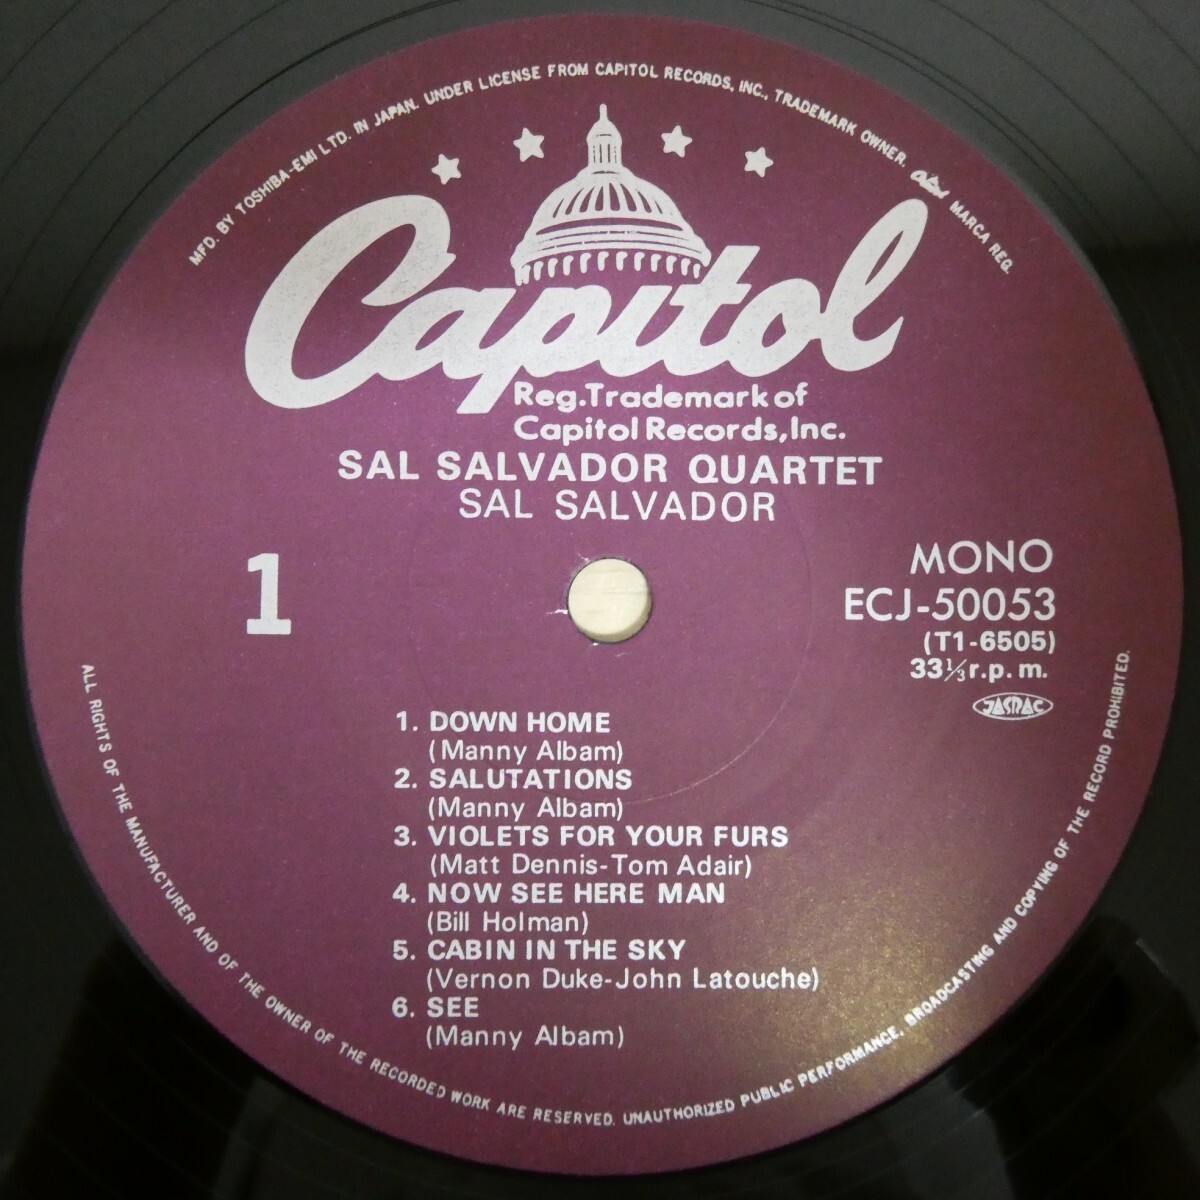 MFD. BY TOSHIBA-EMI LTD. IN JAPAN. UNDER LICENSE FROM CAPITOL RECORDS, INC., TRADEMARK OWNER. Capitol MARCA REG.
Capitol
Reg.Trademark of
Capitol Records,Inc.
SAL SALVADOR QUARTET
SAL SALVADOR
1
MONO
ECJ-50053
(T1-6505)
33⅓r.p.m.
JASRAC
1. DOWN HOME
(Manny Albam)
2. SALUTATIONS
(Manny Albam)
3. VIOLETS FOR YOUR FURS
(Matt Dennis-Tom Adair)
4. NOW SEE HERE MAN
(Bill Holman)
5. CABIN IN THE SKY
(Vernon Duke-John Latouche)
6. SEE
(Manny Albam)
ALL RIGHTS OF THE MANUFACTURER AND OF THE OWNER OF THE RECORDED WORK ARE RESERVED. UNAUTHORIZED PUBLIC PERFORMANCE, BROADCASTING AND COPYING OF THE RECORD PROHIBITED.